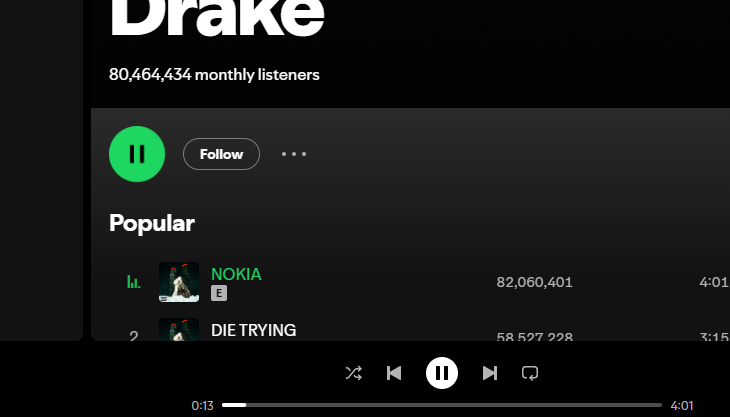 Drake
80,464,434 monthly listeners
Follow
Popular
NOKIA
82,060,401
4:01
E
2
DIE TRYING
58,527,228
3:15
0:13
4:01